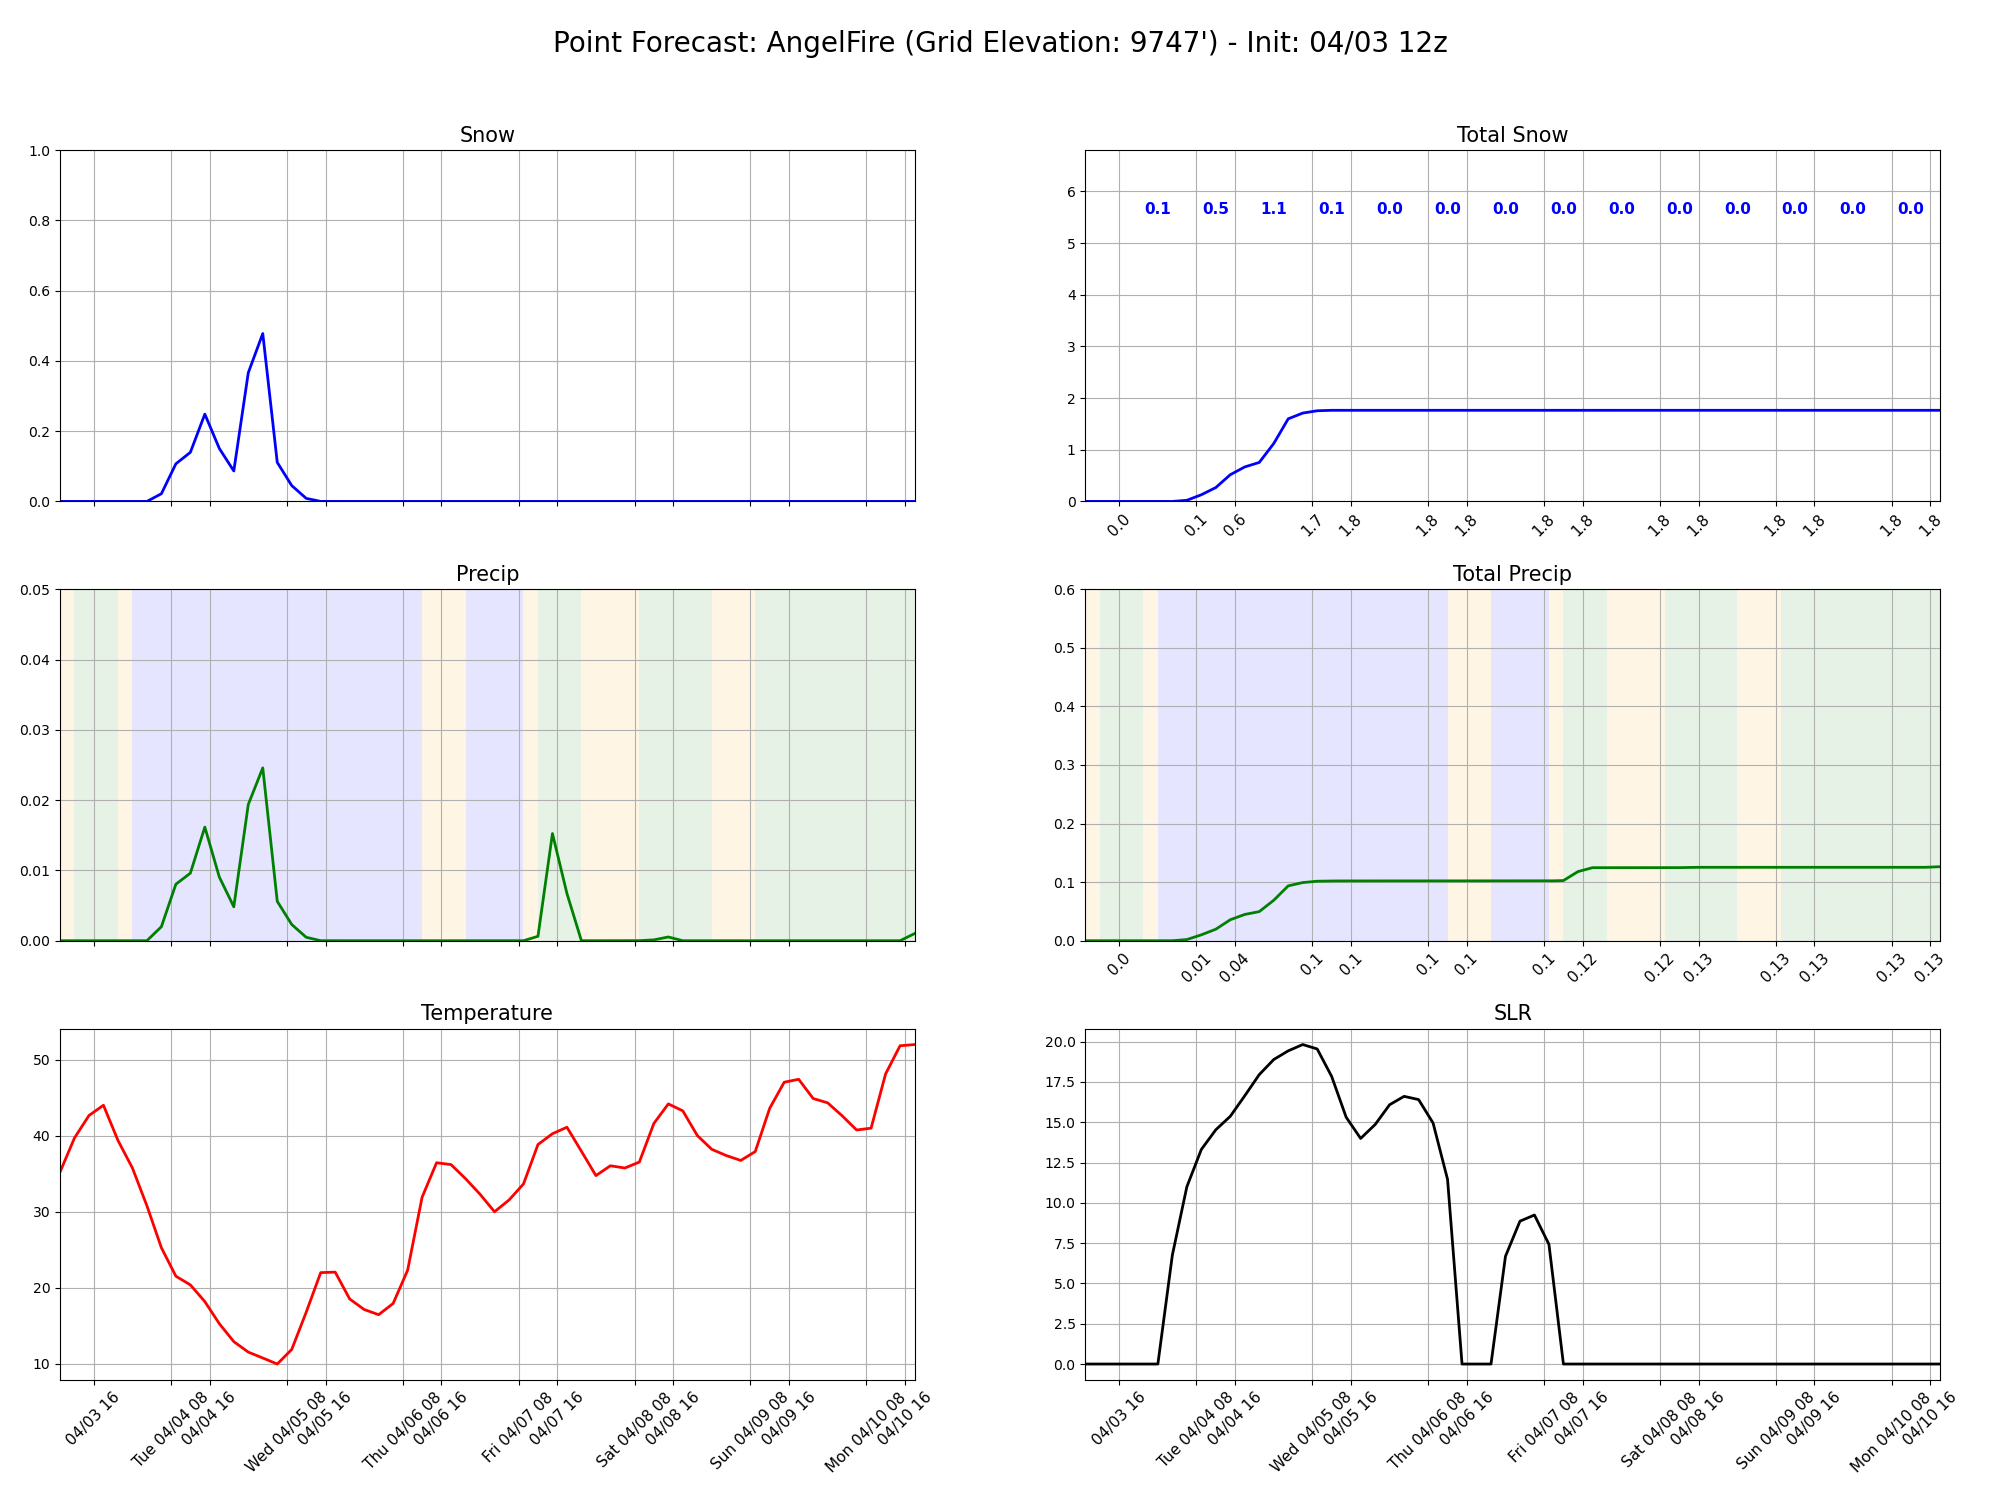 Point Forecast: AngelFire (Grid Elevation: 9747') - Init: 04/03 12z
Snow
1.0
0.8
0.6
0.4
0.2
0.0
Total Snow
6
5
4
3
2
1
0
0.1 0.5 1.1 0.1 0.0 0.0 0.0 0.0 0.0 0.0 0.0 0.0 0.0 0.0
0.0 0.1 0.6 1.7 1.8 1.8 1.8 1.8 1.8 1.8 1.8 1.8 1.8 1.8 1.8
Precip
0.05
0.04
0.03
0.02
0.01
0.00
Total Precip
0.6
0.5
0.4
0.3
0.2
0.1
0.0
0.0 0.01 0.04 0.1 0.1 0.1 0.1 0.1 0.12 0.12 0.13 0.13 0.13 0.13 0.13
Temperature
50
40
30
20
10
04/03 16
Tue 04/04 08
04/04 16
Wed 04/05 08
04/05 16
Thu 04/06 08
04/06 16
Fri 04/07 08
04/07 16
Sat 04/08 08
04/08 16
Sun 04/09 08
04/09 16
Mon 04/10 08
04/10 16
SLR
20.0
17.5
15.0
12.5
10.0
7.5
5.0
2.5
0.0
04/03 16
Tue 04/04 08
04/04 16
Wed 04/05 08
04/05 16
Thu 04/06 08
04/06 16
Fri 04/07 08
04/07 16
Sat 04/08 08
04/08 16
Sun 04/09 08
04/09 16
Mon 04/10 08
04/10 16